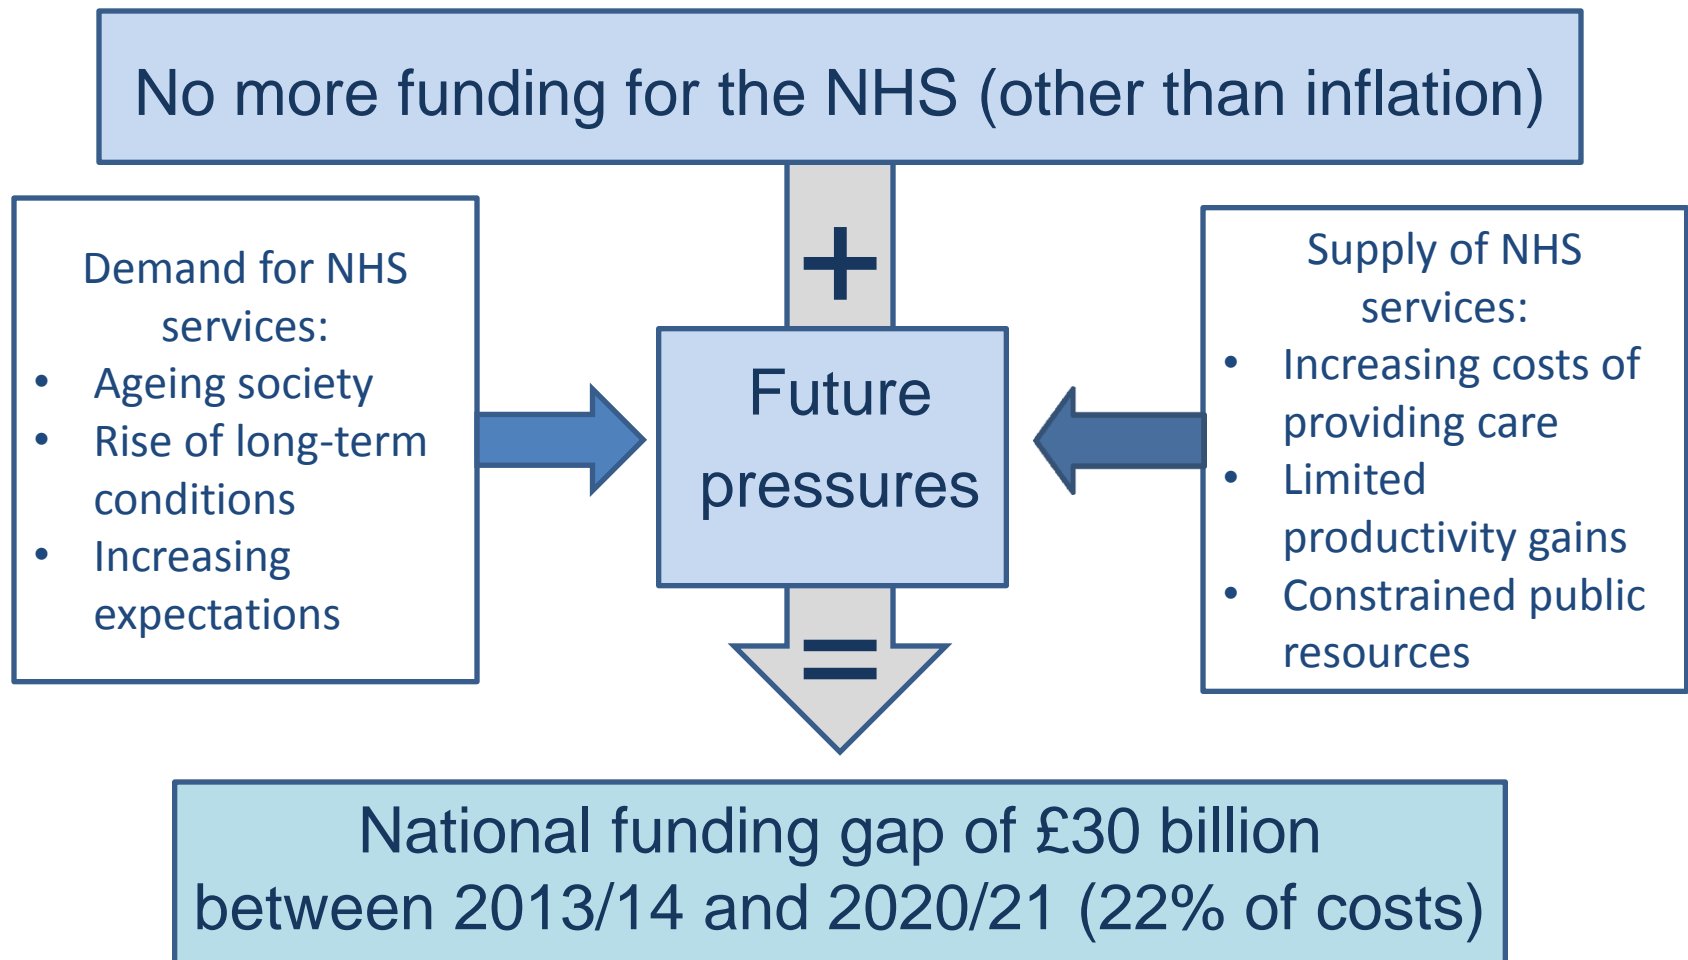 No more funding for the NHS (other than inflation)
+
Demand for NHS
services:
• Ageing society
• Rise of long-term
conditions
• Increasing
expectations
Future
pressures
Supply of NHS
services:
• Increasing costs of
providing care
• Limited
productivity gains
• Constrained public
resources
=
National funding gap of £30 billion
between 2013/14 and 2020/21 (22% of costs)